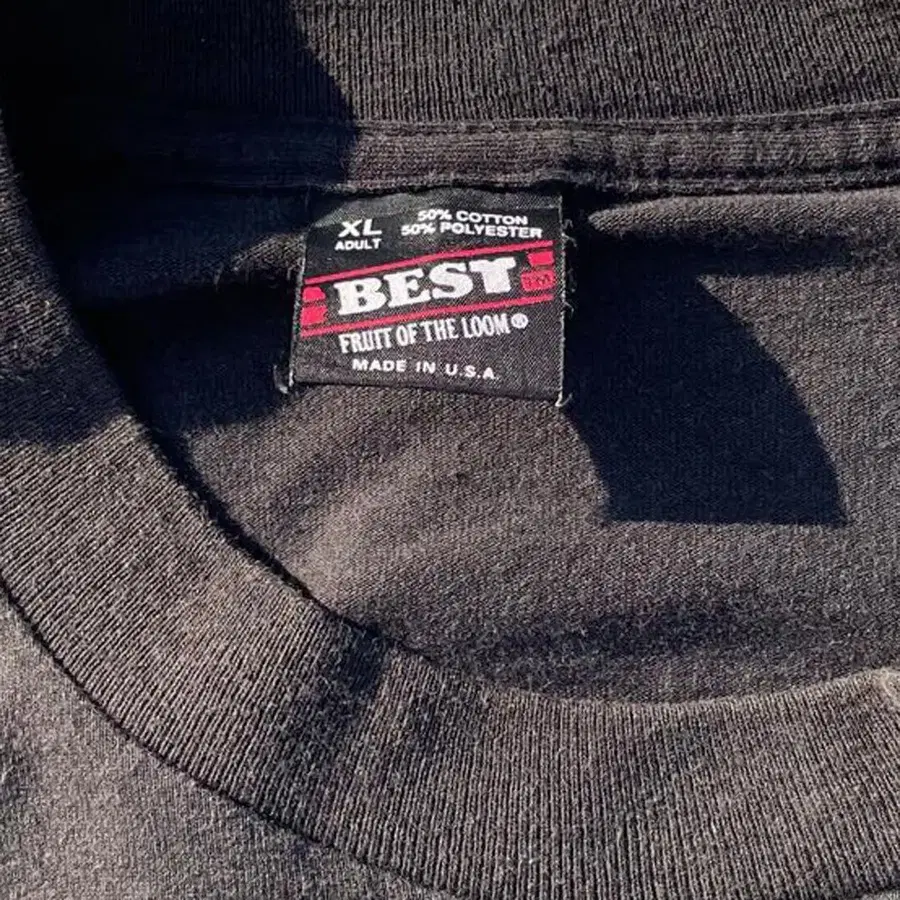 XL
ADULT
50% COTTON
50% POLYESTER
BEST
FRUIT OF THE LOOM®
MADE IN U.S.A.